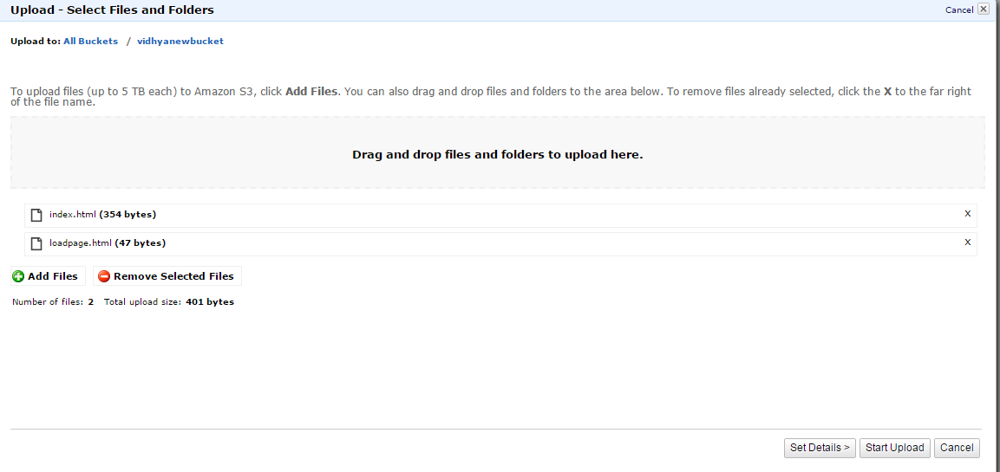 Upload - Select Files and Folders
Cancel
Upload to: All Buckets / vidhyanewbucket
To upload files (up to 5 TB each) to Amazon S3, click Add Files. You can also drag and drop files and folders to the area below. To remove files already selected, click the X to the far right
of the file name.
Drag and drop files and folders to upload here.
index.html (354 bytes) X
loadpage.html (47 bytes) X
Add Files Remove Selected Files
Number of files: 2 Total upload size: 401 bytes
Set Details > Start Upload Cancel